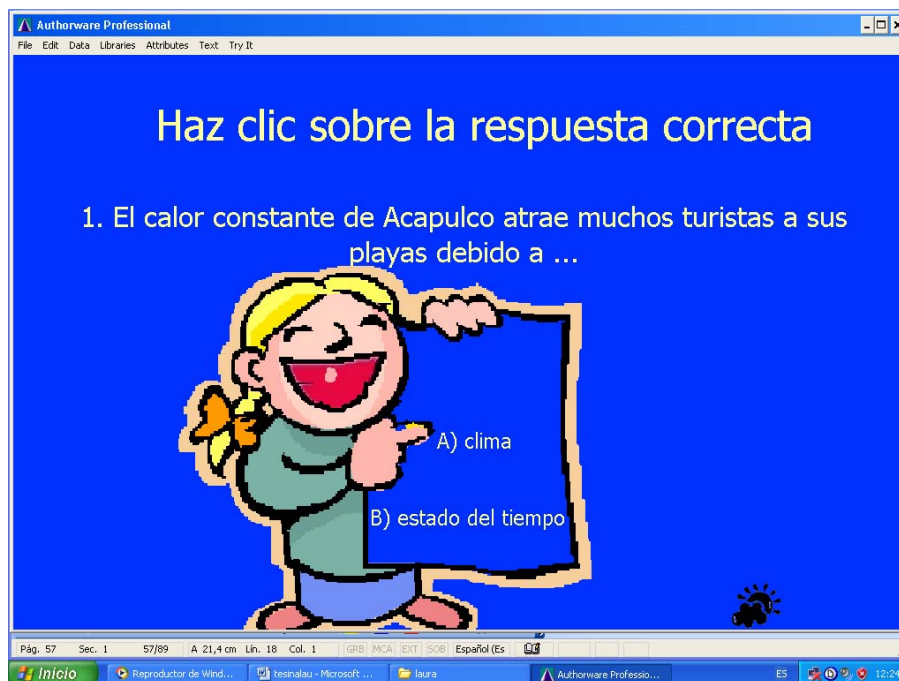 Authorware Professional
File Edit Data Libraries Attributes Text Try It
Haz clic sobre la respuesta correcta
1. El calor constante de Acapulco atrae muchos turistas a sus
playas debido a ...
A) clima
B) estado del tiempo
Pág. 57 Sec. 1 57/89 A 21,4 cm Lín. 18 Col. 1 GRB MCA EXT SOB Español (Es
Inicio Reproductor de Wind... tesinalau - Microsoft ... laura Authorware Professio... ES 12:24